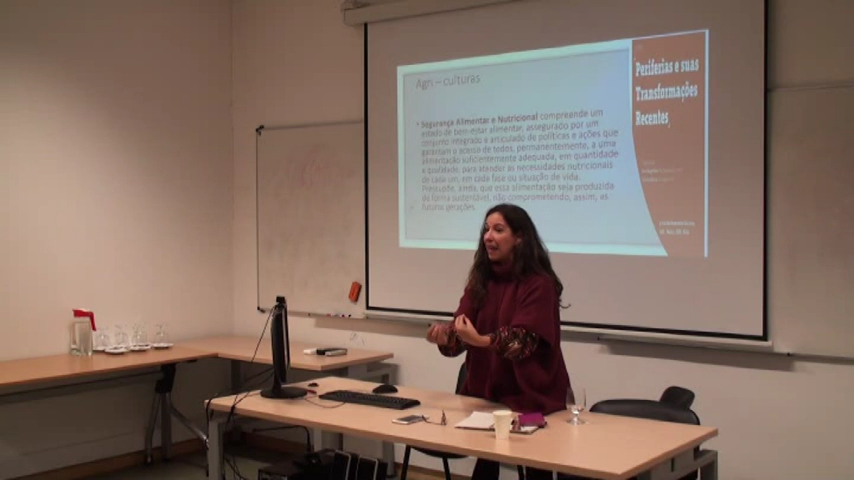 Agri – culturas
• Segurança Alimentar e Nutricional compreende um
estado de bem-estar alimentar, assegurado por um
conjunto integrado e articulado de políticas e ações que
garantam o acesso de todos, permanentemente, a uma
alimentação suficientemente adequada, em quantidade
e qualidade, para atender as necessidades nutricionais
de cada um, em cada fase ou situação de vida.
Pressupõe, ainda, que essa alimentação seja produzida
de forma sustentável, não comprometendo, assim, as
futuras gerações.
Periferias e suas
Transformações
Recentes